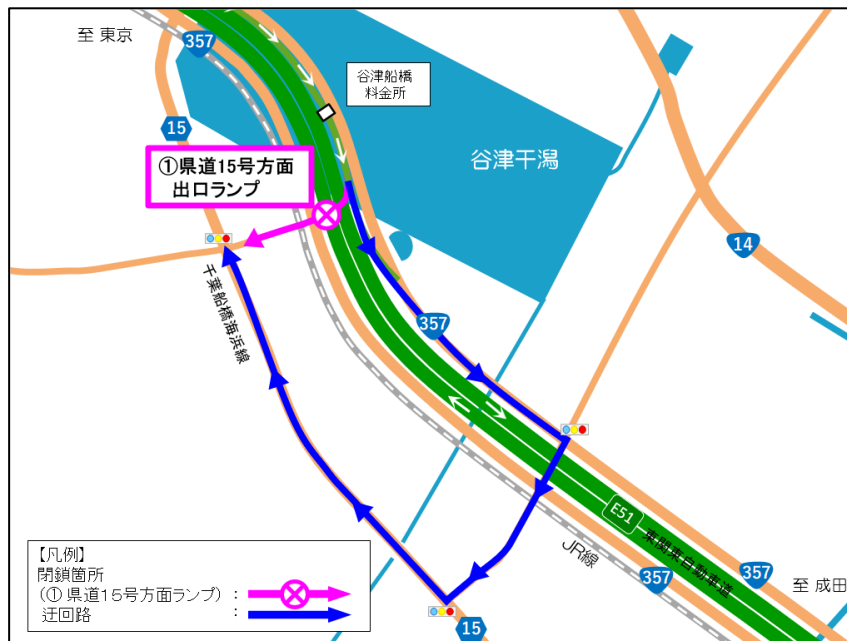 至 東京
357
谷津船橋
料金所
15
①県道15号方面
出口ランプ
谷津干潟
14
千葉船橋海浜線
357
E51
東関東自動車道
JR線
357
357
至 成田
15
【凡例】
閉鎖箇所
(① 県道15号方面ランプ) :
迂回路 :